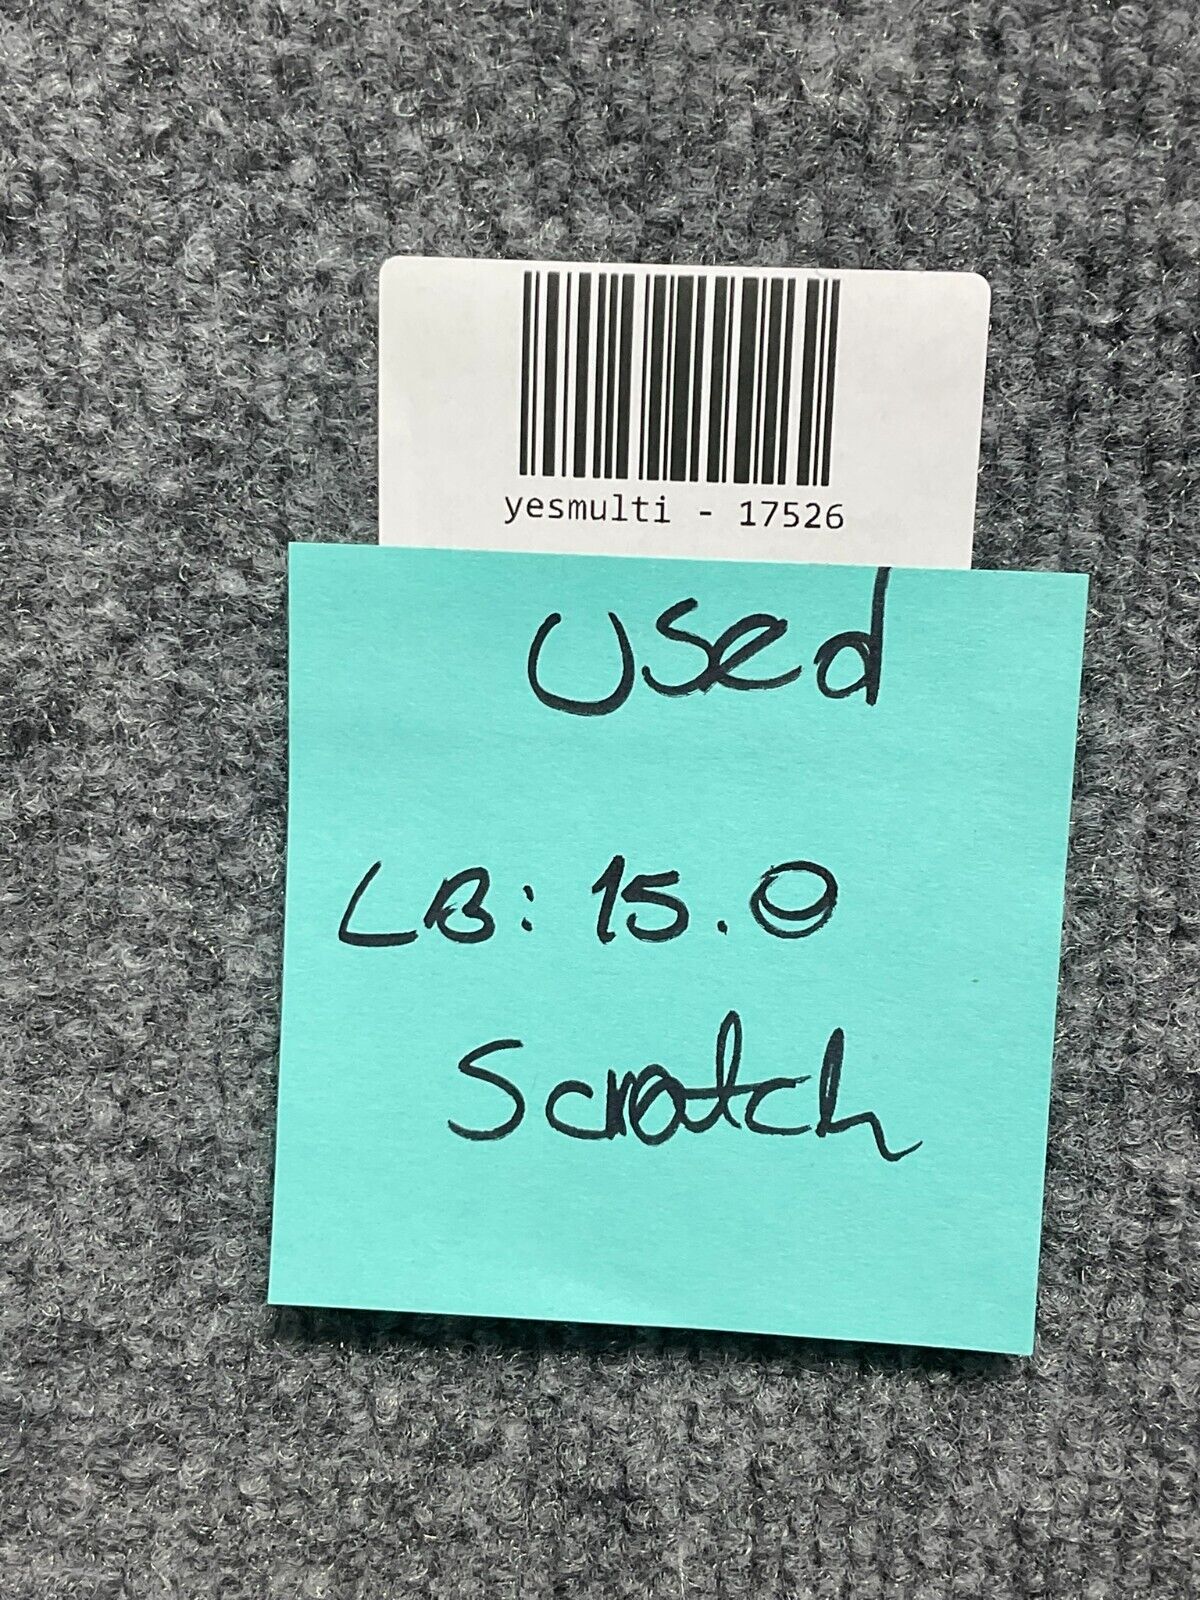 yesmulti - 17526
Used
LB: 15.0
Scratch